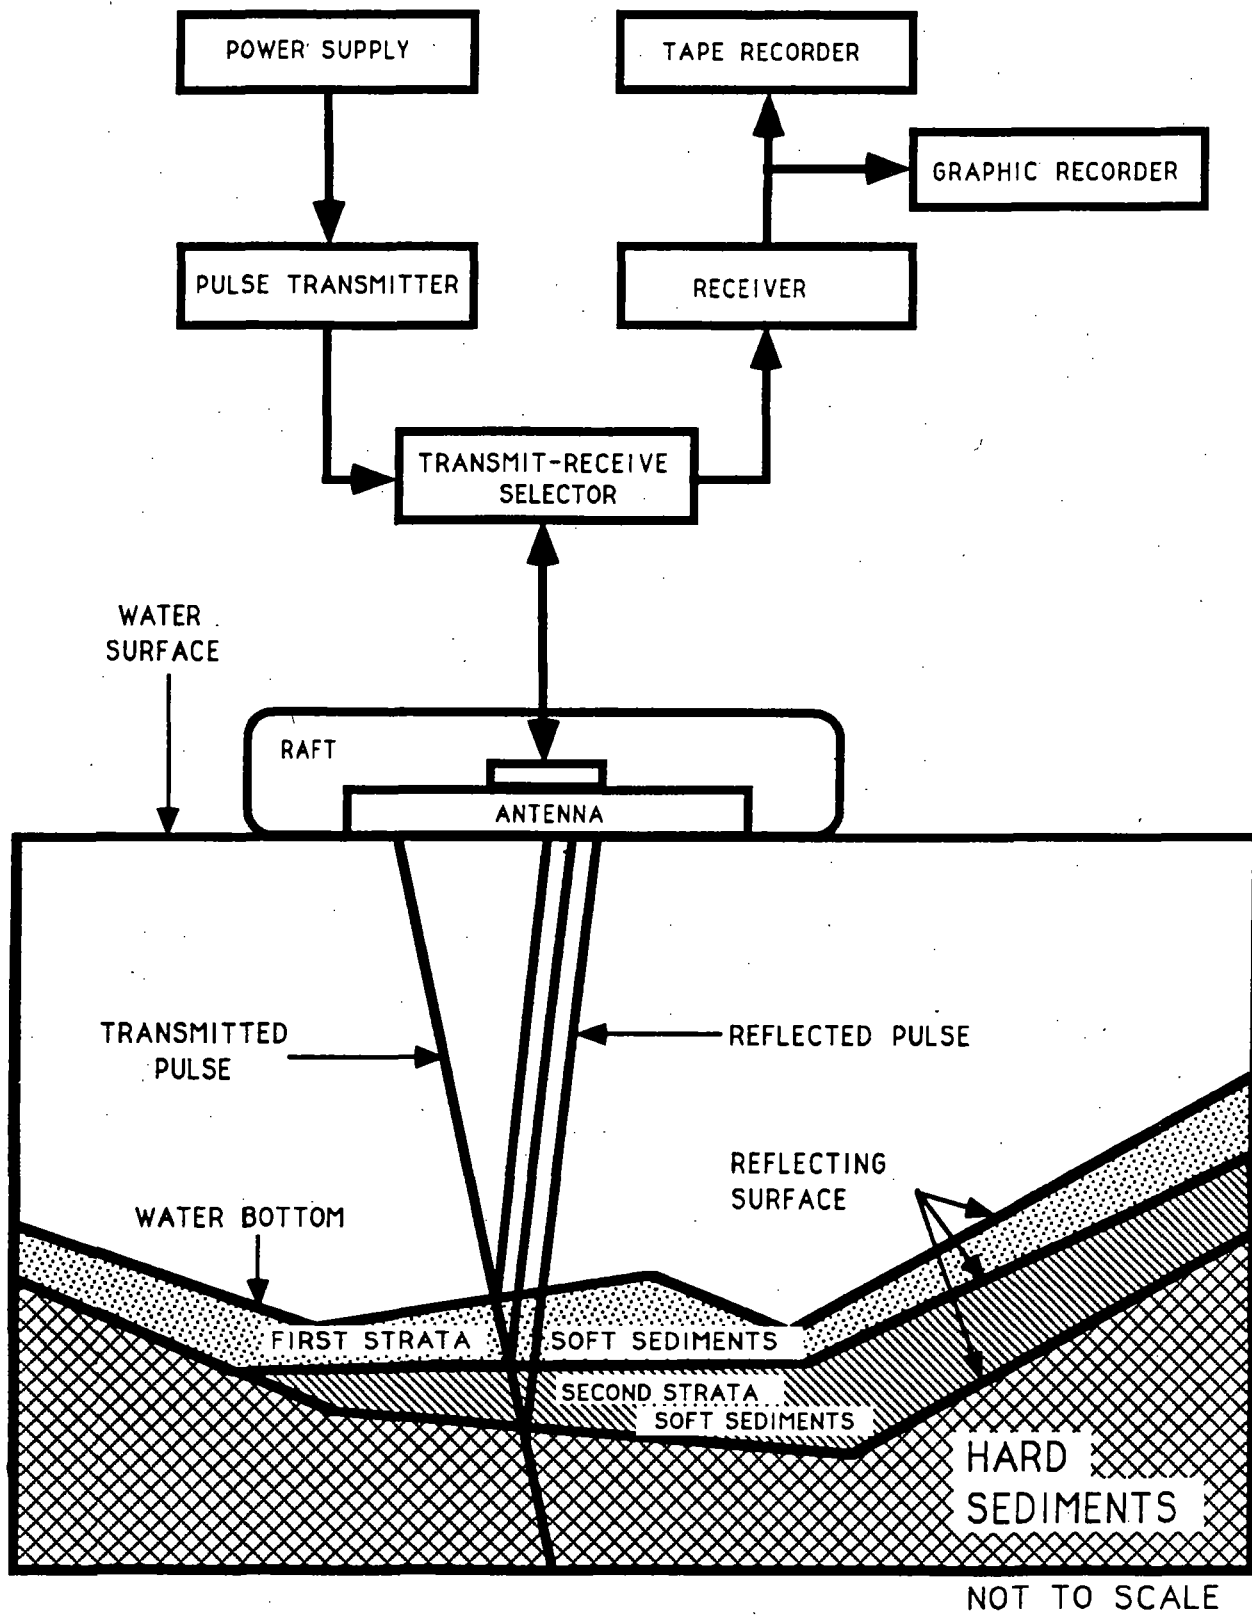 POWER SUPPLY
TAPE RECORDER
GRAPHIC RECORDER
PULSE TRANSMITTER
RECEIVER
TRANSMIT-RECEIVE
SELECTOR
WATER
SURFACE
RAFT
ANTENNA
TRANSMITTED
PULSE
REFLECTED PULSE
REFLECTING
SURFACE
WATER BOTTOM
FIRST STRATA
SOFT SEDIMENTS
SECOND STRATA
SOFT SEDIMENTS
HARD
SEDIMENTS
NOT TO SCALE